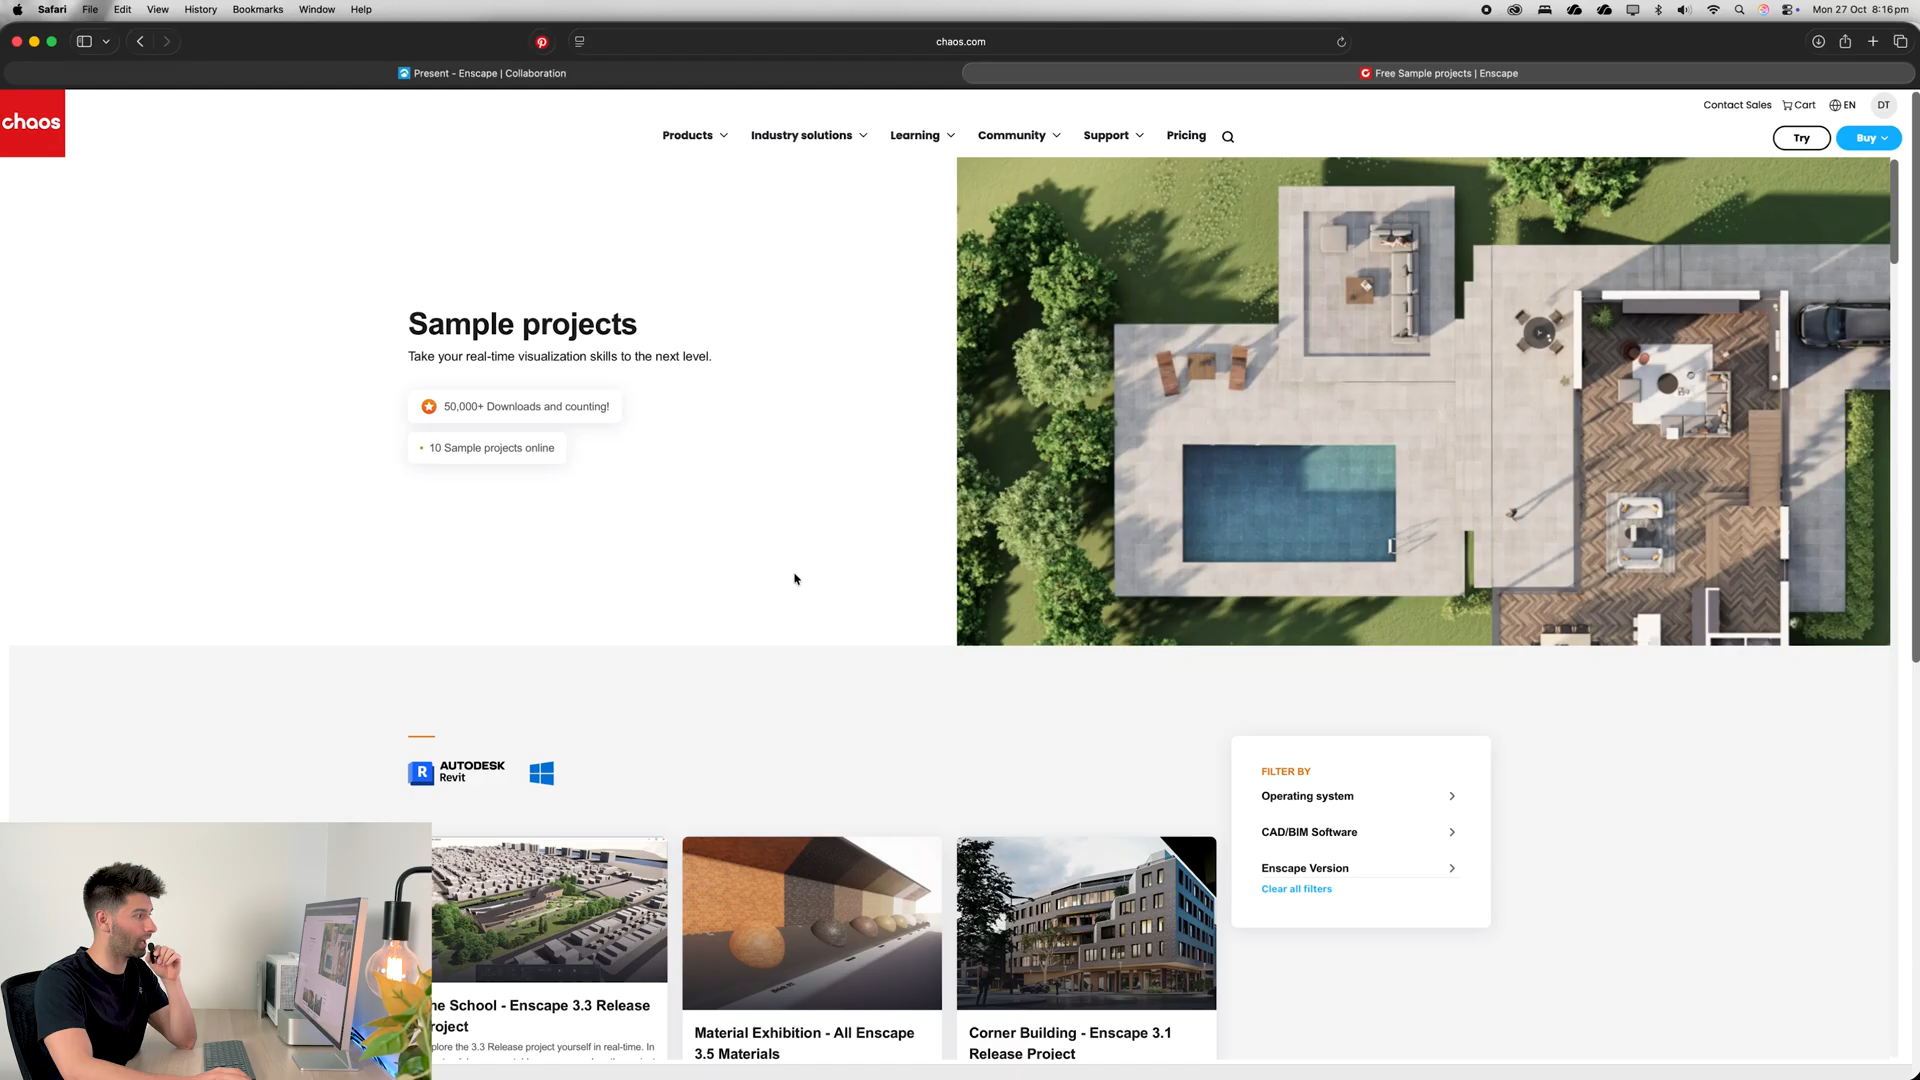 Safari File Edit View History Bookmarks Window Help Mon 27 Oct 8:16 pm
chaos.com
Present - Enscape | Collaboration
Free Sample projects | Enscape
chaos
Contact Sales Cart EN DT
Products Industry solutions Learning Community Support Pricing
Try Buy
Sample projects
Take your real-time visualization skills to the next level.
50,000+ Downloads and counting!
10 Sample projects online
R AUTODESK
Revit
FILTER BY
Operating system
CAD/BIM Software
Enscape Version
Clear all filters
he School - Enscape 3.3 Release
roject
plore the 3.3 Release project yourself in real-time. In
Material Exhibition - All Enscape
3.5 Materials
Corner Building - Enscape 3.1
Release Project